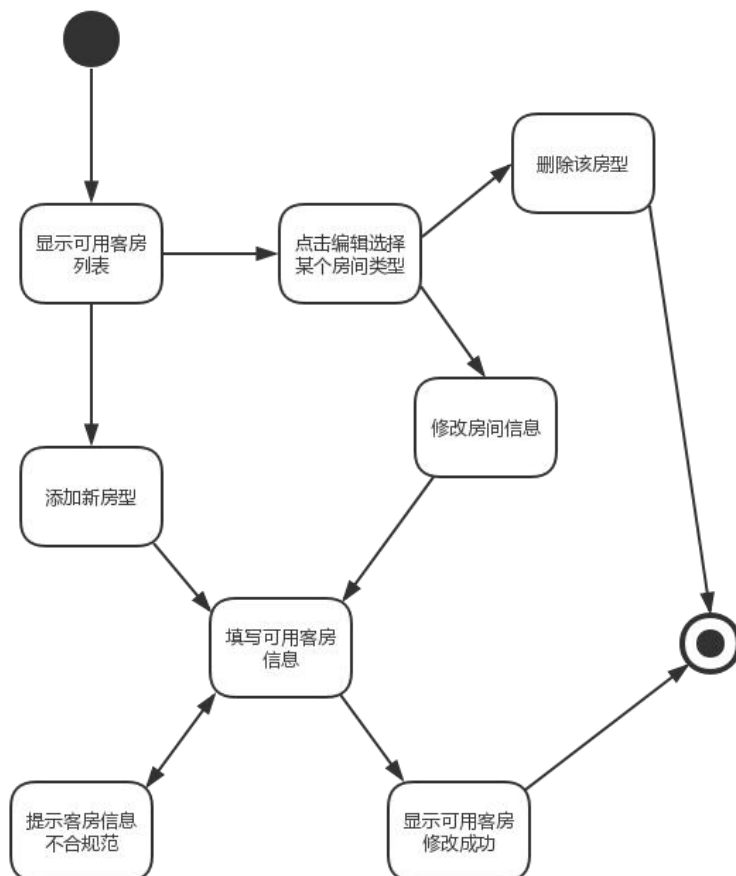 删除该房型
显示可用客房
列表
点击编辑选择
某个房间类型
修改房间信息
添加新房型
填写可用客房
信息
提示客房信息
不合规范
显示可用客房
修改成功